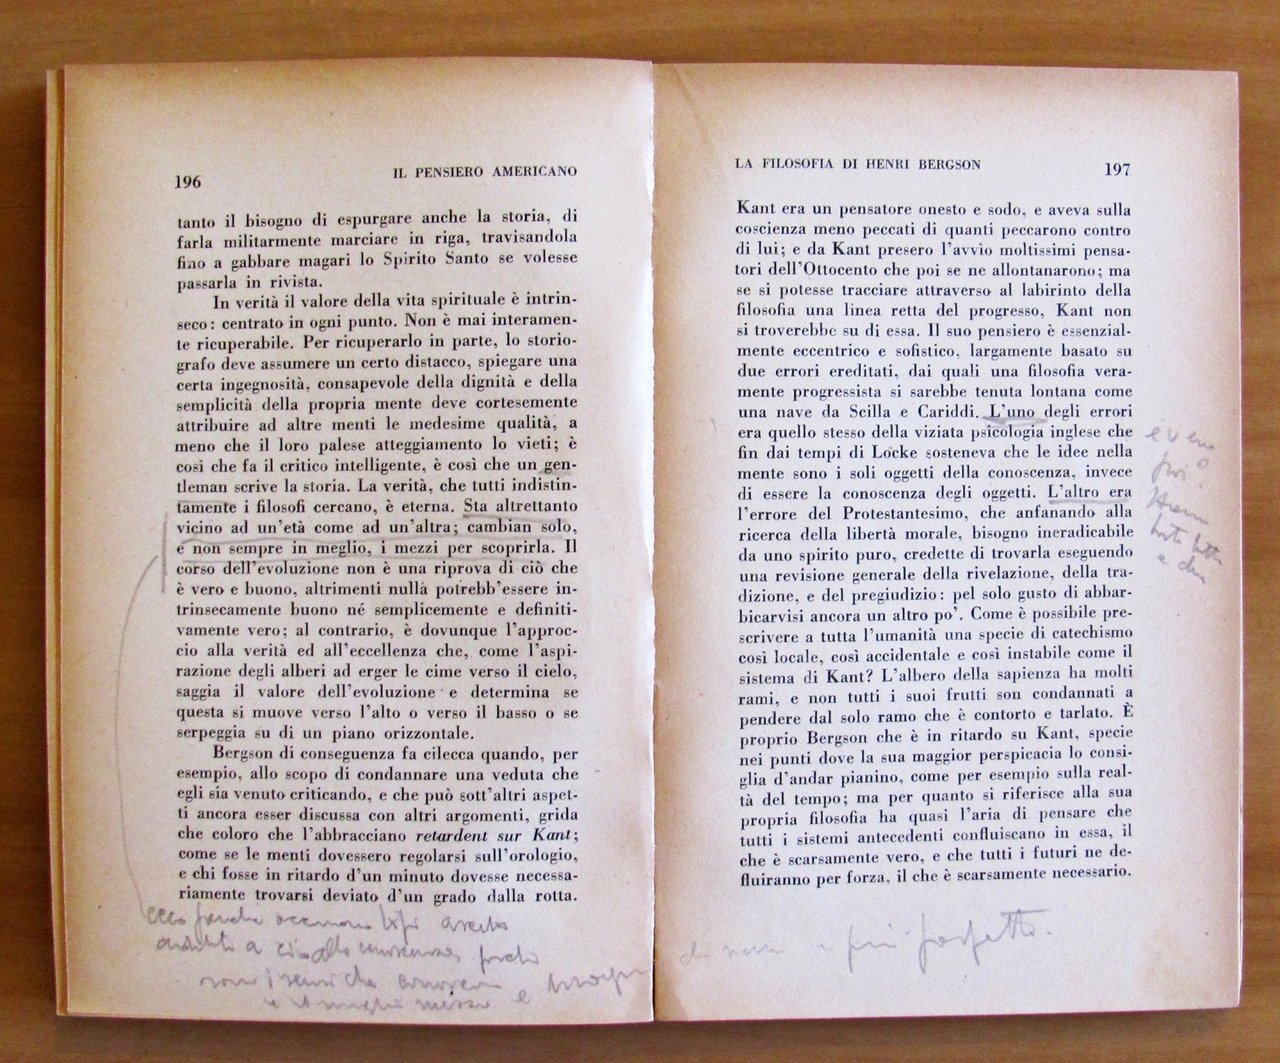 196
IL PENSIERO AMERICANO
tanto il bisogno di espurgare anche la storia, di
farla militarmente marciare in riga, travisandola
fino a gabbare magari lo Spirito Santo se volesse
passarla in rivista.
In verità il valore della vita spirituale è intrin-
seco: centrato in ogni punto. Non è mai interamen-
te ricuperabile. Per ricuperarlo in parte, lo storio-
grafo deve assumere un certo distacco, spiegare una
certa ingegnosità, consapevole della dignità e della
semplicità della propria mente deve cortesemente
attribuire ad altre menti le medesime qualità, a
meno che il loro palese atteggiamento lo vieti; è
così che fa il critico intelligente, è così che un gen-
tleman scrive la storia. La verità, che tutti indistin-
tamente i filosofi cercano, è eterna. Sta altrettanto
vicino ad un'età come ad un'altra; cambian solo,
e non sempre in meglio, i mezzi per scoprirla. Il
corso dell'evoluzione non è una riprova di ciò che
è vero e buono, altrimenti nulla potrebb'essere in-
trinsecamente buono né semplicemente e definiti-
vamente vero; al contrario, è dovunque l'approc-
cio alla verità ed all'eccellenza che, come l'aspi-
razione degli alberi ad erger le cime verso il cielo,
saggia il valore dell'evoluzione e determina se
questa si muove verso l'alto o verso il basso o se
serpeggia su di un piano orizzontale.
Bergson di conseguenza fa cilecca quando, per
esempio, allo scopo di condannare una veduta che
egli sia venuto criticando, e che può sott'altri aspet-
ti ancora esser discussa con altri argomenti, grida
che coloro che l'abbracciano retardent sur Kant;
come se le menti dovessero regolarsi sull'orologio,
e chi fosse in ritardo d'un minuto dovesse necessa-
riamente trovarsi deviato d'un grado dalla rotta.
LA FILOSOFIA DI HENRI BERGSON
197
Kant era un pensatore onesto e sodo, e aveva sulla
coscienza meno peccati di quanti peccarono contro
di lui; e da Kant presero l'avvio moltissimi pensa-
tori dell'Ottocento che poi se ne allontanarono; ma
se si potesse tracciare attraverso al labirinto della
filosofia una linea retta del progresso, Kant non
si troverebbe su di essa. Il suo pensiero è essenzial-
mente eccentrico e sofistico, largamente basato su
due errori ereditati, dai quali una filosofia vera-
mente progressista si sarebbe tenuta lontana come
una nave da Scilla e Cariddi. L'uno degli errori
era quello stesso della viziata psicologia inglese che
fin dai tempi di Locke sosteneva che le idee nella
mente sono i soli oggetti della conoscenza, invece
di essere la conoscenza degli oggetti. L'altro era
l'errore del Protestantesimo, che anfanando alla
ricerca della libertà morale, bisogno ineradicabile
da uno spirito puro, credette di trovarla eseguendo
una revisione generale della rivelazione, della tra-
dizione, e del pregiudizio: pel solo gusto di abbar-
bicarvisi ancora un altro po'. Come è possibile pre-
scrivere a tutta l'umanità una specie di catechismo
così locale, così accidentale e così instabile come il
sistema di Kant? L'albero della sapienza ha molti
rami, e non tutti i suoi frutti son condannati a
pendere dal solo ramo che è contorto e tarlato. È
proprio Bergson che è in ritardo su Kant, specie
nei punti dove la sua maggior perspicacia lo consi-
glia d'andar pianino, come per esempio sulla real-
tà del tempo; ma per quanto si riferisce alla sua
propria filosofia ha quasi l'aria di pensare che
tutti i sistemi antecedenti confluiscano in essa, il
che è scarsamente vero, e che tutti i futuri ne de-
fluiranno per forza, il che è scarsamente necessario.